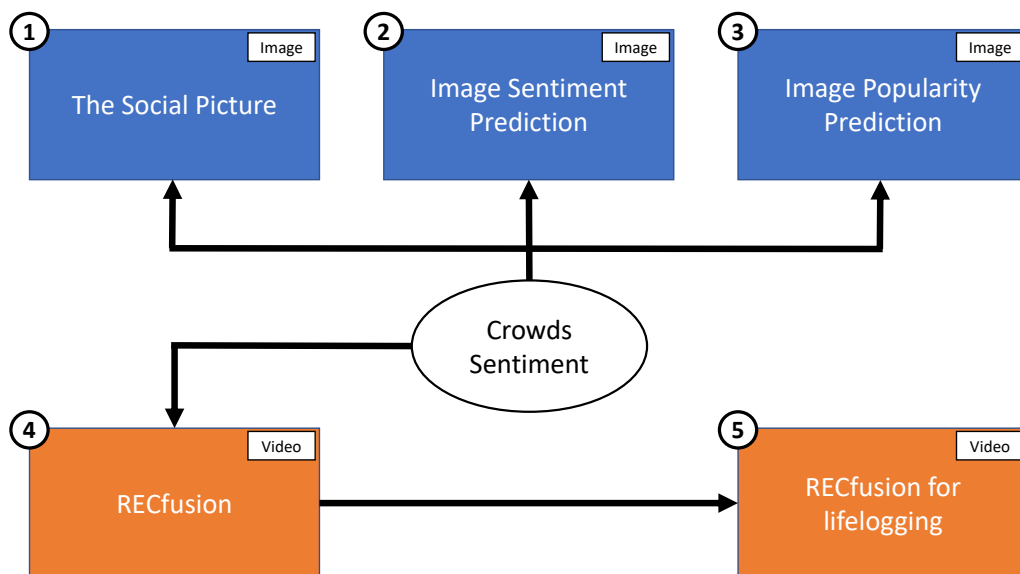 1
Image
The Social Picture
2
Image
Image Sentiment
Prediction
3
Image
Image Popularity
Prediction
Crowds
Sentiment
4
Video
RECfusion
5
Video
RECfusion for
lifelogging